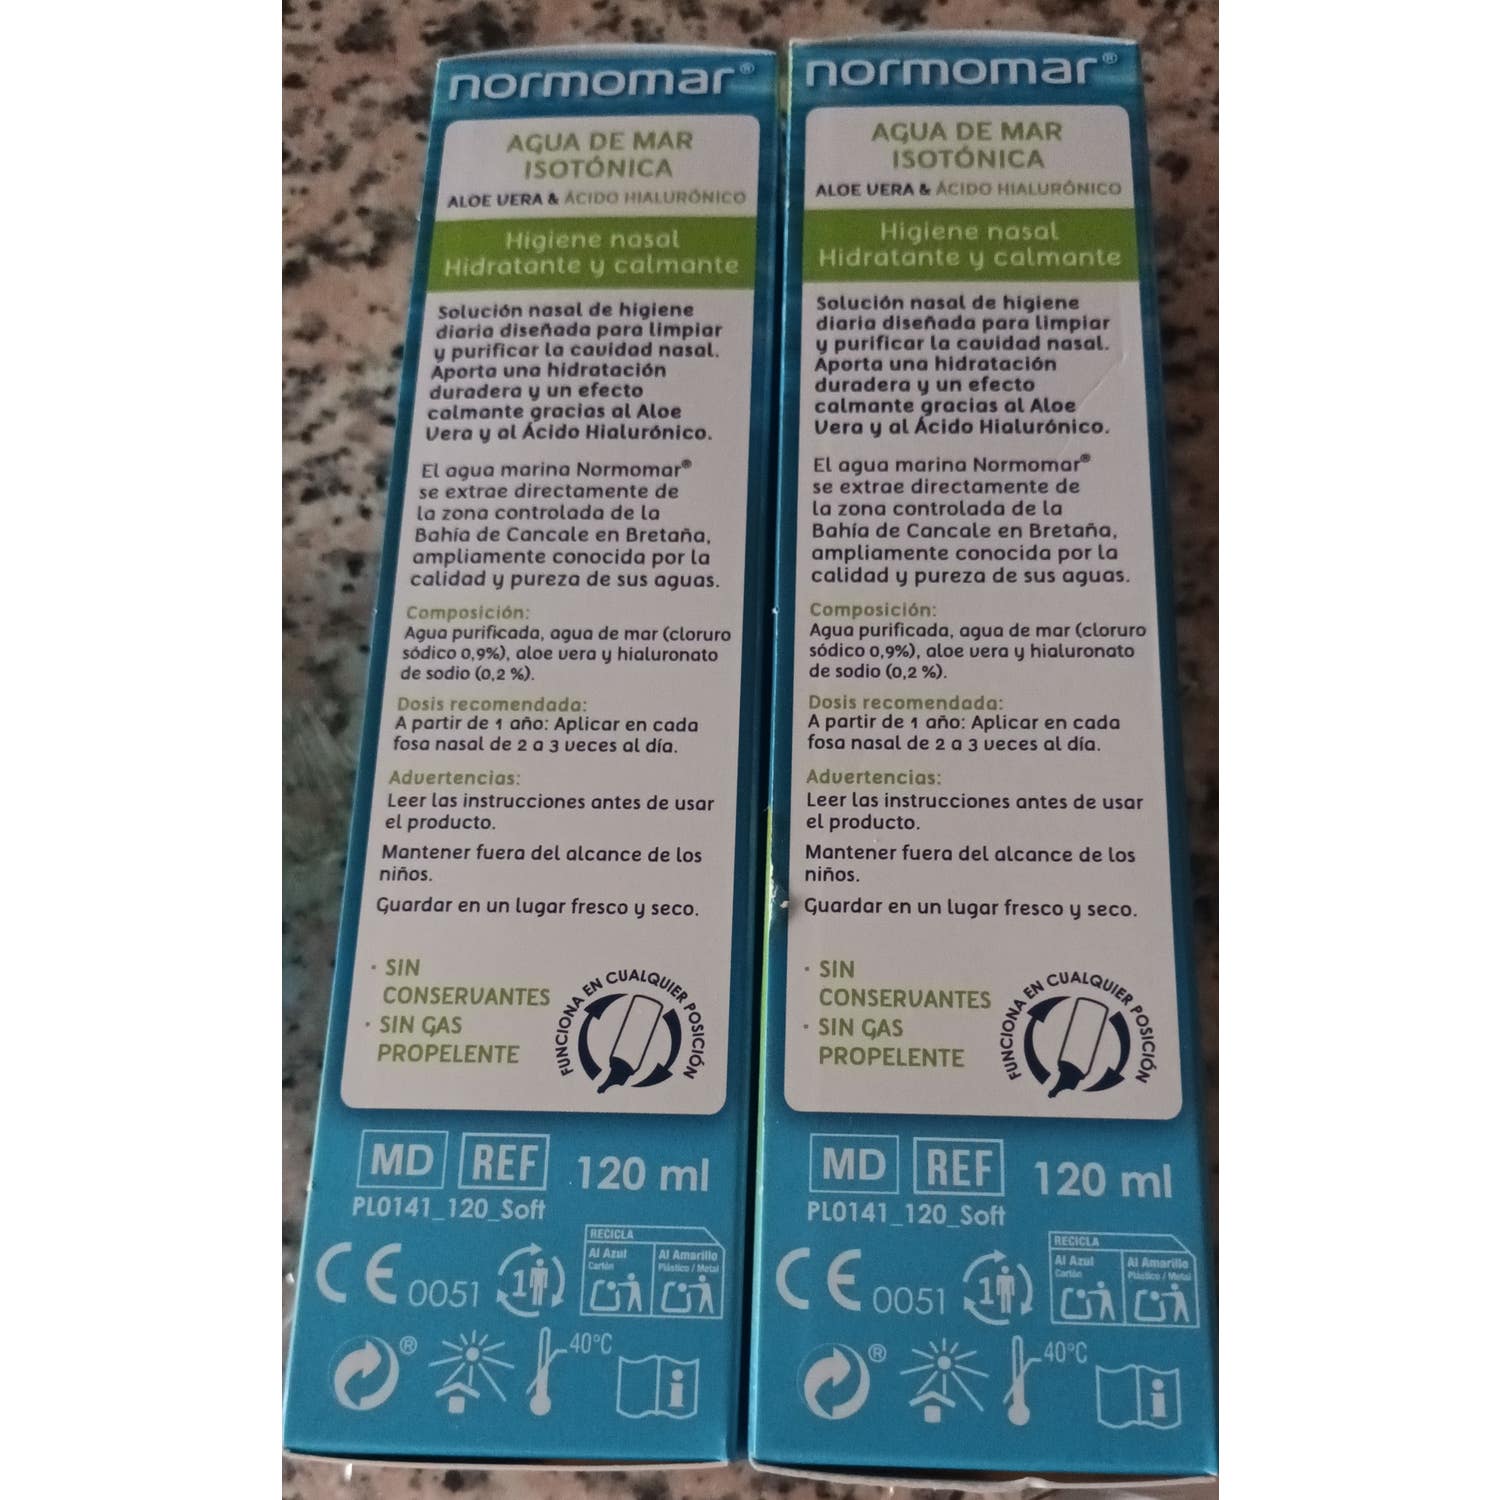 normomar®
AGUA DE MAR
ISOTÓNICA
ALOE VERA & ÁCIDO HIALURÓNICO
Higiene nasal
Hidratante y calmante
Solución nasal de higiene
diaria diseñada para limpiar
y purificar la cavidad nasal.
Aporta una hidratación
duradera y un efecto
calmante gracias al Aloe
Vera y al Ácido Hialurónico.
El agua marina Normomar®
se extrae directamente de
la zona controlada de la
Bahía de Cancale en Bretaña,
ampliamente conocida por la
calidad y pureza de sus aguas.
Composición:
Agua purificada, agua de mar (cloruro
sódico 0,9%), aloe vera y hialuronato
de sodio (0,2 %).
Dosis recomendada:
A partir de 1 año: Aplicar en cada
fosa nasal de 2 a 3 veces al día.
Advertencias:
Leer las instrucciones antes de usar
el producto.
Mantener fuera del alcance de los
niños.
Guardar en un lugar fresco y seco.
· SIN
CONSERVANTES
· SIN GAS
PROPELENTE
FUNCIONA EN CUALQUIER POSICIÓN
MD REF 120 ml
PL0141_120_Soft
CE 0051 1
RECICLA
Al Azul Al Amarillo
Cartón Plástico / Metal
® 40°C i
normomar®
AGUA DE MAR
ISOTÓNICA
ALOE VERA & ÁCIDO HIALURÓNICO
Higiene nasal
Hidratante y calmante
Solución nasal de higiene
diaria diseñada para limpiar
y purificar la cavidad nasal.
Aporta una hidratación
duradera y un efecto
calmante gracias al Aloe
Vera y al Ácido Hialurónico.
El agua marina Normomar®
se extrae directamente de
la zona controlada de la
Bahía de Cancale en Bretaña,
ampliamente conocida por la
calidad y pureza de sus aguas.
Composición:
Agua purificada, agua de mar (cloruro
sódico 0,9%), aloe vera y hialuronato
de sodio (0,2 %).
Dosis recomendada:
A partir de 1 año: Aplicar en cada
fosa nasal de 2 a 3 veces al día.
Advertencias:
Leer las instrucciones antes de usar
el producto.
Mantener fuera del alcance de los
niños.
Guardar en un lugar fresco y seco.
· SIN
CONSERVANTES
· SIN GAS
PROPELENTE
FUNCIONA EN CUALQUIER POSICIÓN
MD REF 120 ml
PL0141_120_Soft
CE 0051 1
RECICLA
Al Azul Al Amarillo
Cartón Plástico / Metal
® 40°C i